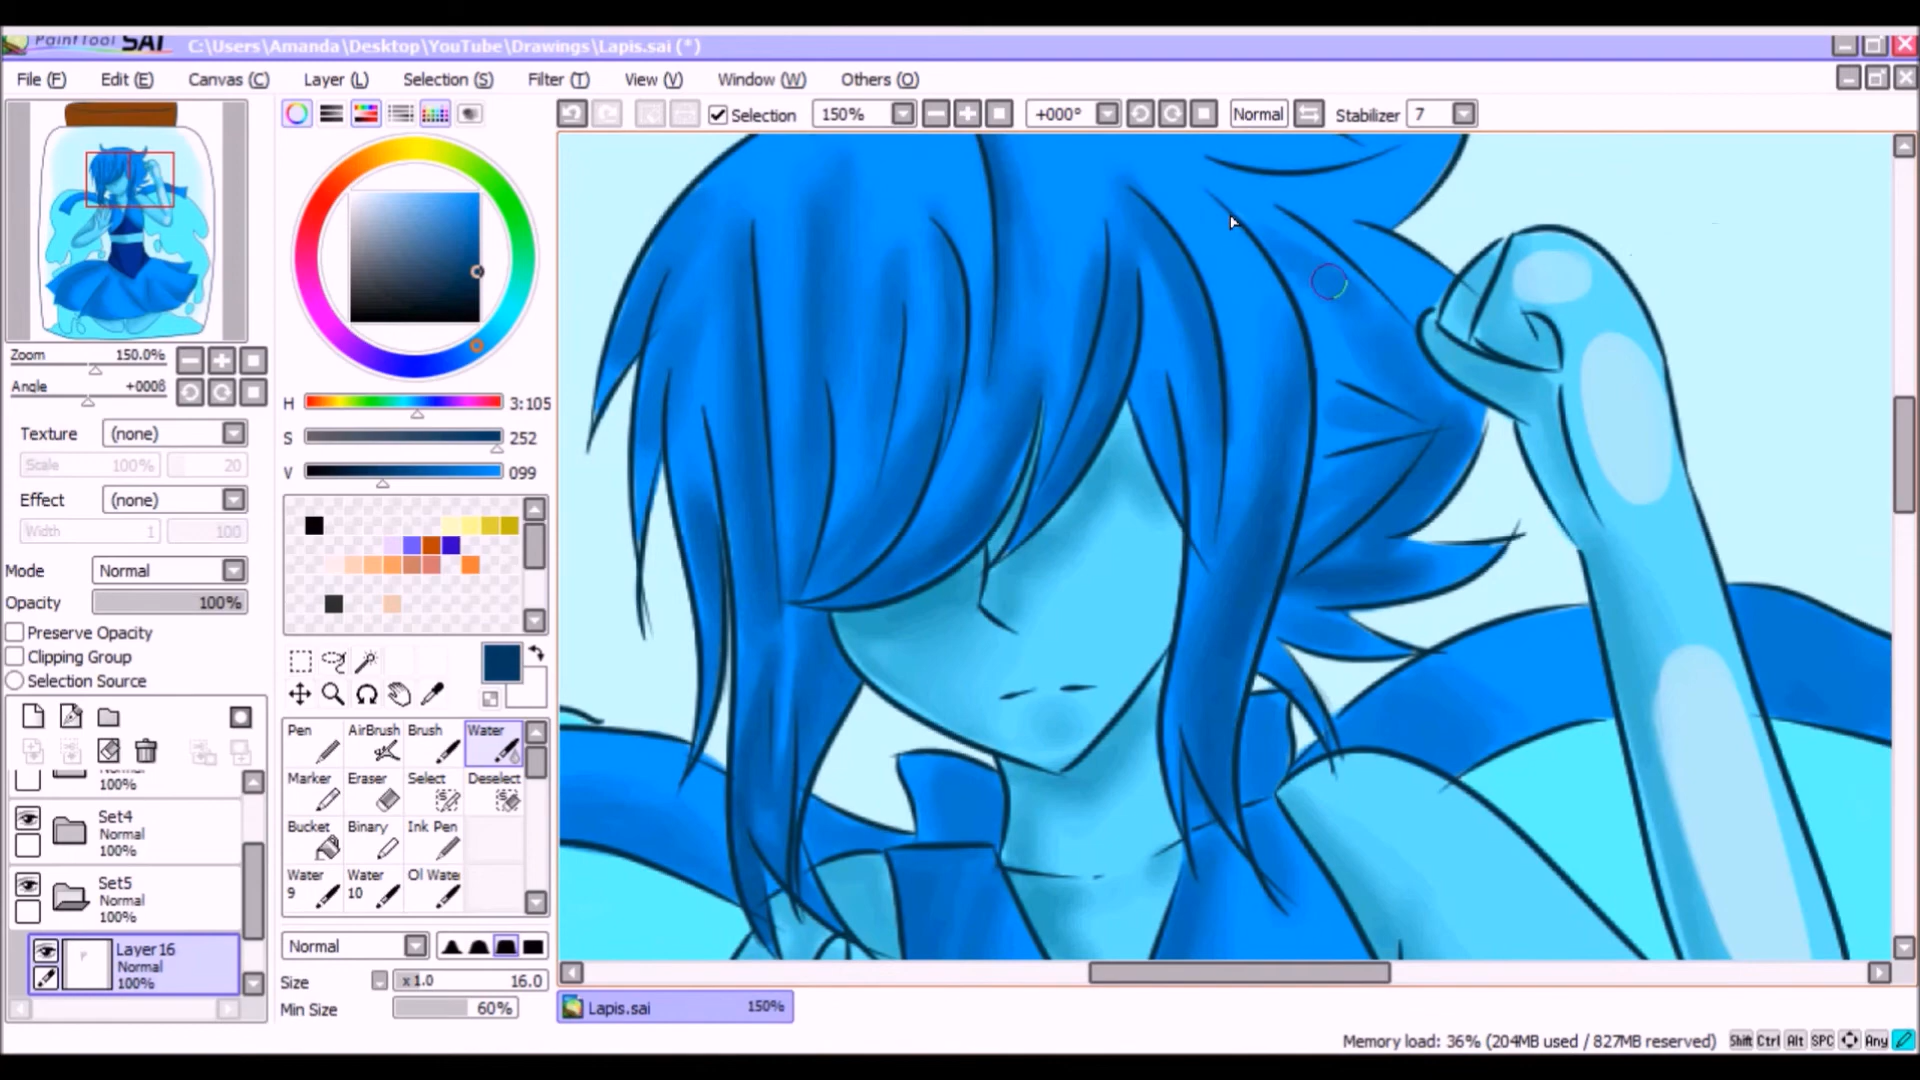 PaintTool SAI C:\Users\Amanda\Desktop\YouTube\Drawings\Lapis.sai (*)
File (F) Edit (E) Canvas (C) Layer (L) Selection (S) Filter (T) View (V) Window (W) Others (O)
Selection 150% +000° Normal Stabilizer 7
Zoom 150.0%
Angle
H 3:105
S 252
V 099
Texture (none)
Scale 100% 20
Effect (none)
Width 1 100
Mode Normal
Opacity 100%
Preserve Opacity
Clipping Group
Selection Source
100%
Set4
Normal
100%
Set5
Normal
100%
Layer16
Normal
100%
Pen AirBrush Brush Water
Marker Eraser Select Deselect
Bucket Binary Ink Pen
Water 9 Water 10 Ol Wate
Normal
Size x1.0 16.0
Min Size 60%
Lapis.sai 150%
Memory load: 36% (204MB used / 827MB reserved) Shift Ctrl Alt SPC Any